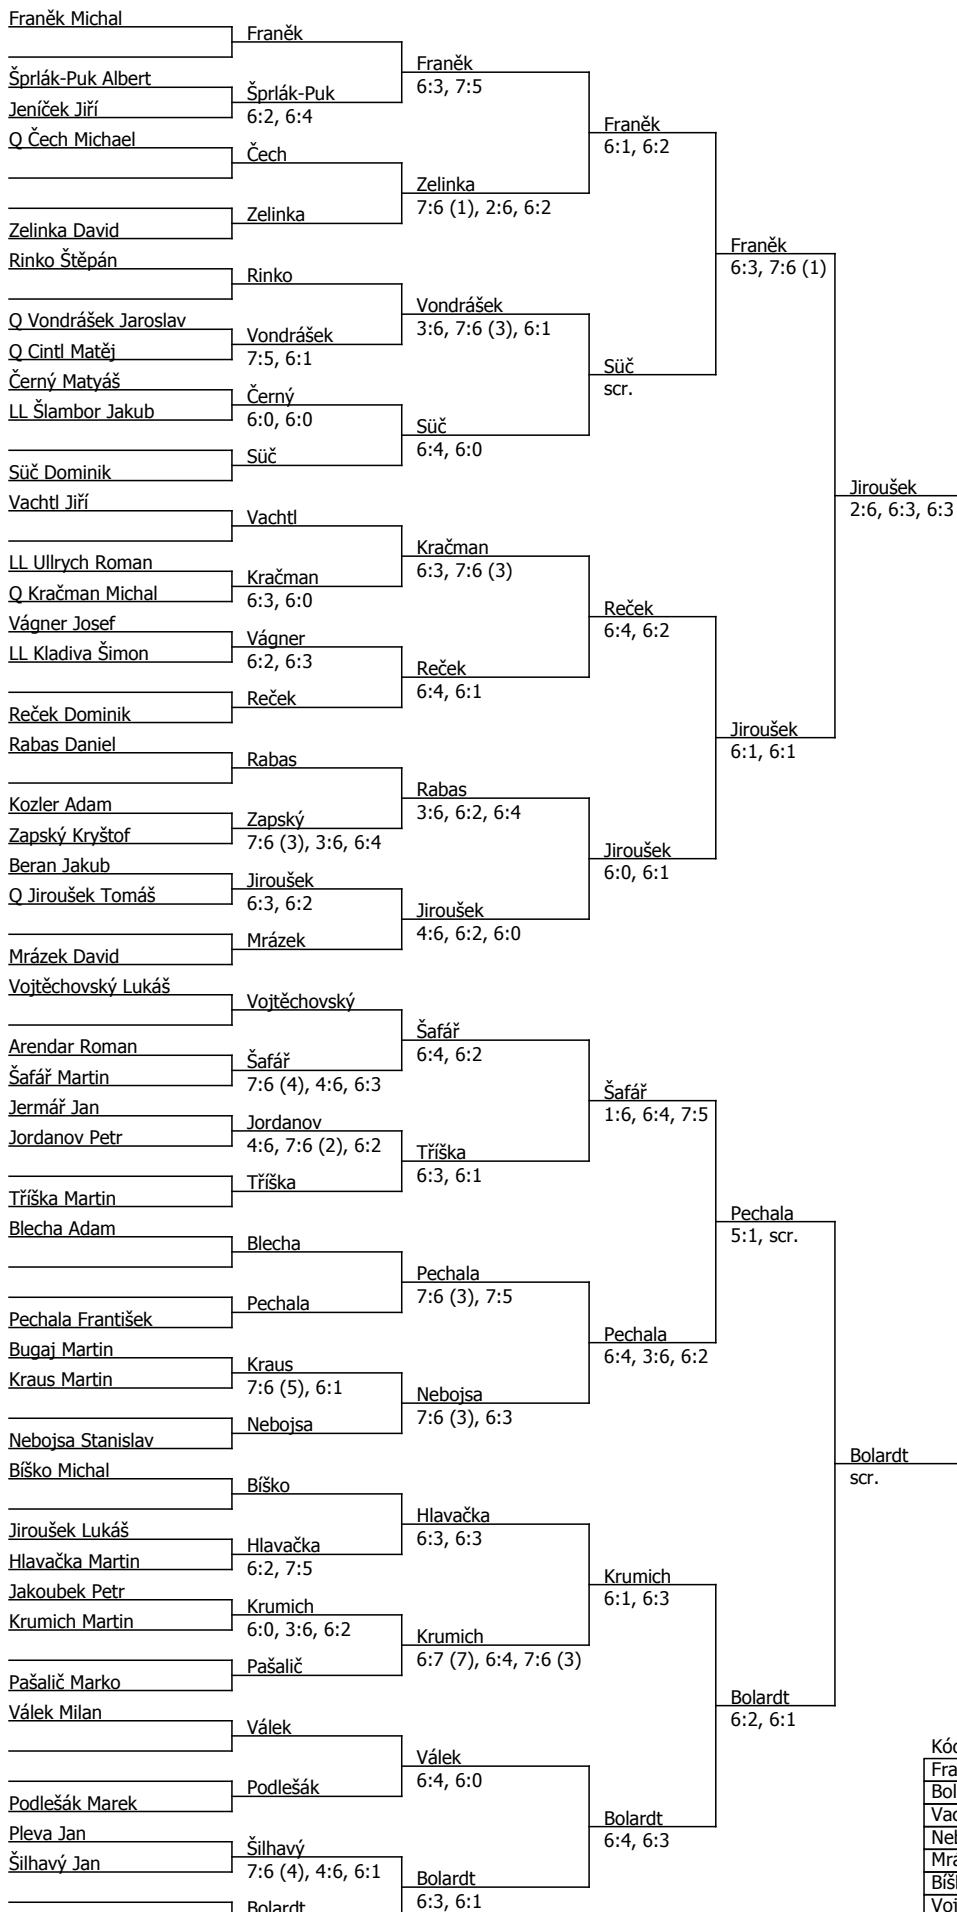 Franěk Michal
Franěk
Franěk
6:3, 7:5
Šprlák-Puk Albert
Šprlák-Puk
6:2, 6:4
Jeníček Jiří
Franěk
6:1, 6:2
Q Čech Michael
Čech
Zelinka
7:6 (1), 2:6, 6:2
Zelinka
Zelinka David
Franěk
6:3, 7:6 (1)
Rinko Štěpán
Rinko
Vondrášek
3:6, 7:6 (3), 6:1
Q Vondrášek Jaroslav
Vondrášek
7:5, 6:1
Q Cintl Matěj
Süč
scr.
Černý Matyáš
Černý
6:0, 6:0
LL Šlambor Jakub
Süč
6:4, 6:0
Süč
Süč Dominik
Jiroušek
2:6, 6:3, 6:3
Vachtl Jiří
Vachtl
Kračman
6:3, 7:6 (3)
LL Ullrych Roman
Kračman
6:3, 6:0
Q Kračman Michal
Reček
6:4, 6:2
Vágner Josef
Vágner
6:2, 6:3
LL Kladiva Šimon
Reček
6:4, 6:1
Reček
Reček Dominik
Jiroušek
6:1, 6:1
Rabas Daniel
Rabas
Rabas
3:6, 6:2, 6:4
Kozler Adam
Zapský
7:6 (3), 3:6, 6:4
Zapský Kryštof
Jiroušek
6:0, 6:1
Beran Jakub
Jiroušek
6:3, 6:2
Q Jiroušek Tomáš
Jiroušek
4:6, 6:2, 6:0
Mrázek
Mrázek David
Vojtěchovský Lukáš
Vojtěchovský
Šafář
6:4, 6:2
Arendar Roman
Šafář
7:6 (4), 4:6, 6:3
Šafář Martin
Šafář
1:6, 6:4, 7:5
Jermář Jan
Jordanov
4:6, 7:6 (2), 6:2
Jordanov Petr
Tříška
6:3, 6:1
Tříška
Tříška Martin
Pechala
5:1, scr.
Blecha Adam
Blecha
Pechala
7:6 (3), 7:5
Pechala
Pechala František
Pechala
6:4, 3:6, 6:2
Bugaj Martin
Kraus
7:6 (5), 6:1
Kraus Martin
Nebojsa
7:6 (3), 6:3
Nebojsa
Nebojsa Stanislav
Bolardt
scr.
Bíško Michal
Bíško
Hlavačka
6:3, 6:3
Jiroušek Lukáš
Hlavačka
6:2, 7:5
Hlavačka Martin
Krumich
6:1, 6:3
Jakoubek Petr
Krumich
6:0, 3:6, 6:2
Krumich Martin
Krumich
6:7 (7), 6:4, 7:6 (3)
Pašalič
Pašalič Marko
Bolardt
6:2, 6:1
Válek Milan
Válek
Válek
6:4, 6:0
Podlešák
Podlešák Marek
Bolardt
6:4, 6:3
Pleva Jan
Šilhavý
7:6 (4), 4:6, 6:1
Šilhavý Jan
Bolardt
6:3, 6:1
Bolardt